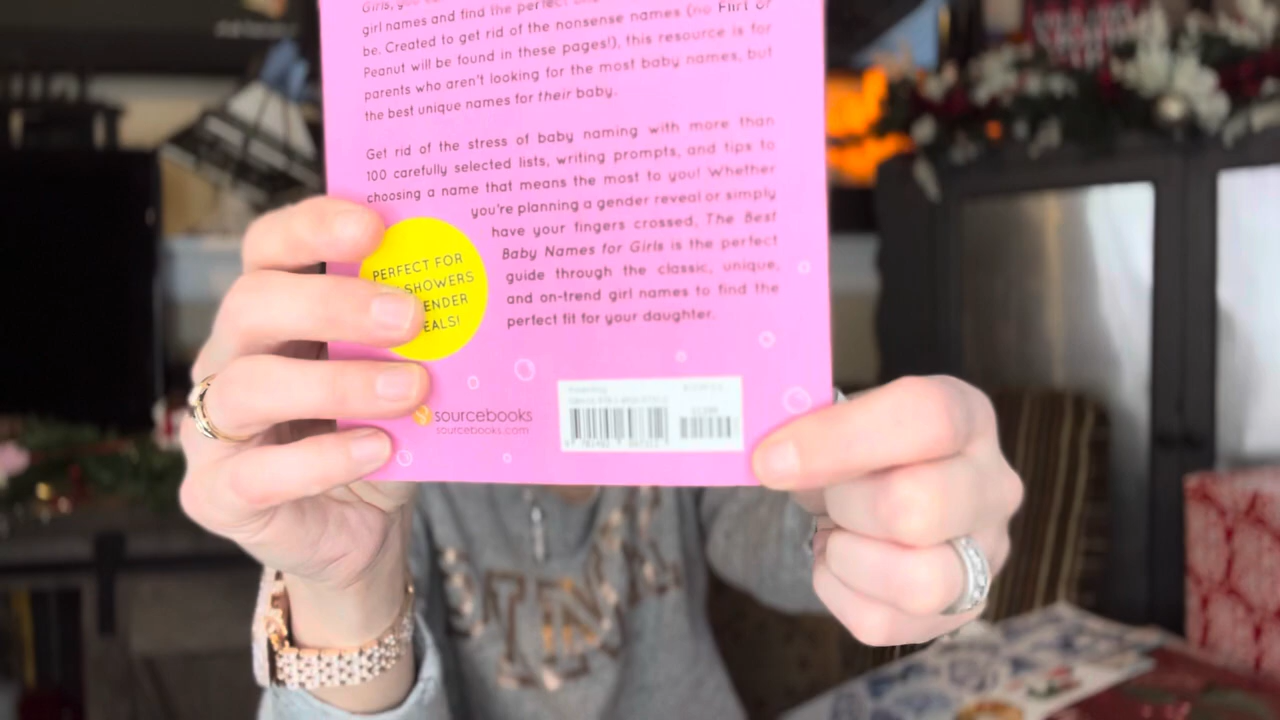 Girls,
girl names and find the perfect
be. Created to get rid of the nonsense names (no Flirt or
Peanut will be found in these pages!), this resource is for
parents who aren't looking for the most baby names, but
the best unique names for their baby.
Get rid of the stress of baby naming with more than
100 carefully selected lists, writing prompts, and tips to
choosing a name that means the most to you! Whether
you're planning a gender reveal or simply
have your fingers crossed, The Best
Baby Names for Girls is the perfect
guide through the classic, unique,
and on-trend girl names to find the
perfect fit for your daughter.
PERFECT FOR
SHOWERS
ENDER
EALS!
sourcebooks
sourcebooks.com